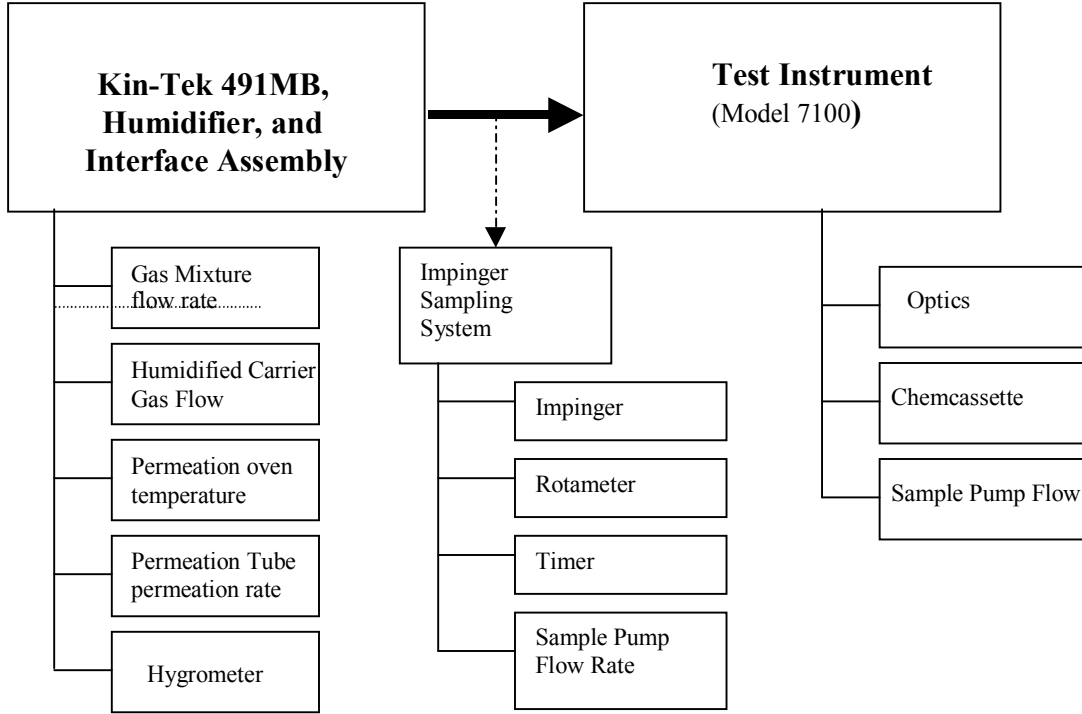 Kin-Tek 491MB,
Humidifier, and
Interface Assembly
Test Instrument
(Model 7100)
Gas Mixture
flow rate
Humidified Carrier
Gas Flow
Permeation oven
temperature
Permeation Tube
permeation rate
Hygrometer
Impinger
Sampling
System
Impinger
Rotameter
Timer
Sample Pump
Flow Rate
Optics
Chemcassette
Sample Pump Flow